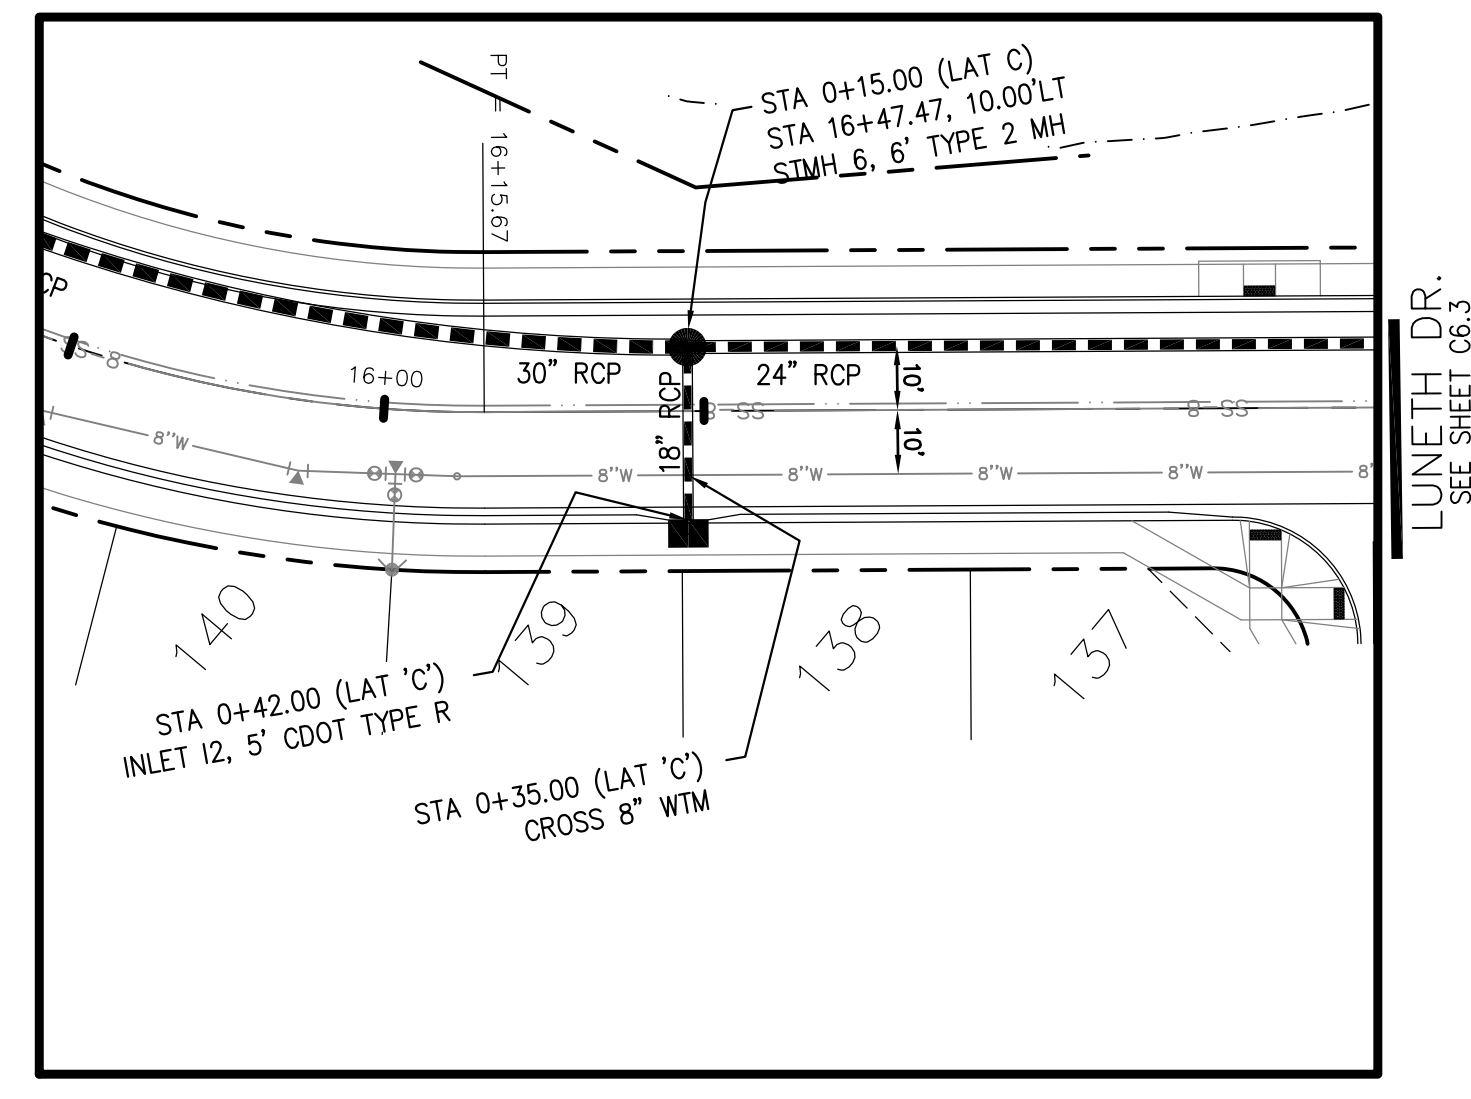 STA 0+15.00 (LAT C)
STA 16+47.47, 10.00'LT
STMH 6, 6' TYPE 2 MH
PT = 16+15.67
CP
SS
8
16+00
30” RCP
24” RCP
18” RCP
10'
10'
8 SS
8 SS
8''W
8''W
8''W
8''W
8''W
8'
140
139
138
137
STA 0+42.00 (LAT 'C')
INLET I2, 5' CDOT TYPE R
STA 0+35.00 (LAT 'C')
CROSS 8” WTM
LUNETH DR.
SEE SHEET C6.3